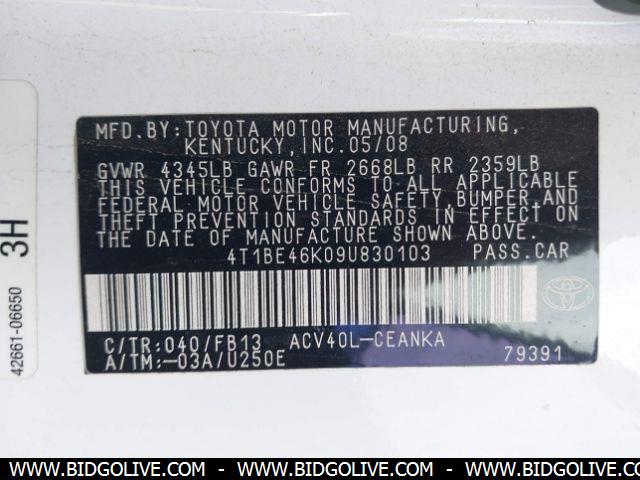 MFD.BY:TOYOTA MOTOR MANUFACTURING,
KENTUCKY,INC.05/08
GVWR 4345LB GAWR FR 2668LB RR 2359LB
THIS VEHICLE CONFORMS TO ALL APPLICABLE
FEDERAL MOTOR VEHICLE SAFETY,BUMPER,AND
THEFT PREVENTION STANDARDS IN EFFECT ON
THE DATE OF MANUFACTURE SHOWN ABOVE.
4T1BE46K09U830103 PASS.CAR
C/TR:040/FB13 ACV40L-CEANKA
A/TM:-03A/U250E 79391
42661-06650 3H
WWW.BIDGOLIVE.COM - WWW.BIDGOLIVE.COM - WWW.BIDGOLIVE.COM